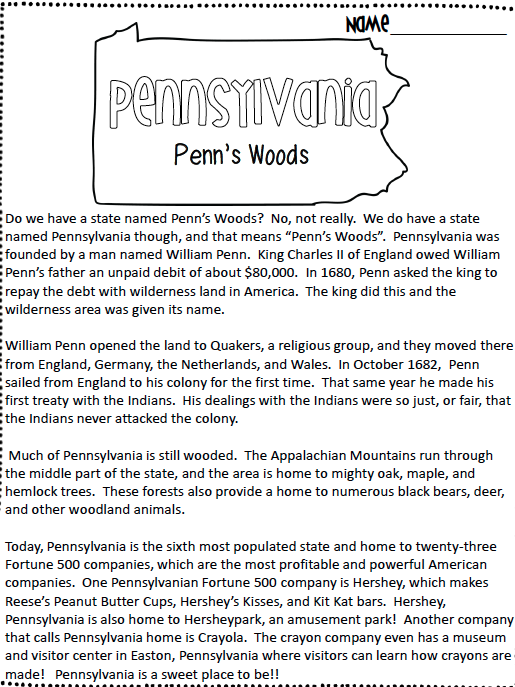 Name
Pennsylvania
Penn's Woods
Do we have a state named Penn's Woods?  No, not really.  We do have a state
named Pennsylvania though, and that means “Penn's Woods”.  Pennsylvania was
founded by a man named William Penn.  King Charles II of England owed William
Penn's father an unpaid debit of about $80,000.  In 1680, Penn asked the king to
repay the debt with wilderness land in America.  The king did this and the
wilderness area was given its name.
William Penn opened the land to Quakers, a religious group, and they moved there
from England, Germany, the Netherlands, and Wales.  In October 1682,  Penn
sailed from England to his colony for the first time.  That same year he made his
first treaty with the Indians.  His dealings with the Indians were so just, or fair, that
the Indians never attacked the colony.
Much of Pennsylvania is still wooded.  The Appalachian Mountains run through
the middle part of the state, and the area is home to mighty oak, maple, and
hemlock trees.  These forests also provide a home to numerous black bears, deer,
and other woodland animals.
Today, Pennsylvania is the sixth most populated state and home to twenty-three
Fortune 500 companies, which are the most profitable and powerful American
companies.  One Pennsylvanian Fortune 500 company is Hershey, which makes
Reese's Peanut Butter Cups, Hershey's Kisses, and Kit Kat bars.  Hershey,
Pennsylvania is also home to Hersheypark, an amusement park!  Another company
that calls Pennsylvania home is Crayola.  The crayon company even has a museum
and visitor center in Easton, Pennsylvania where visitors can learn how crayons are
made!   Pennsylvania is a sweet place to be!!